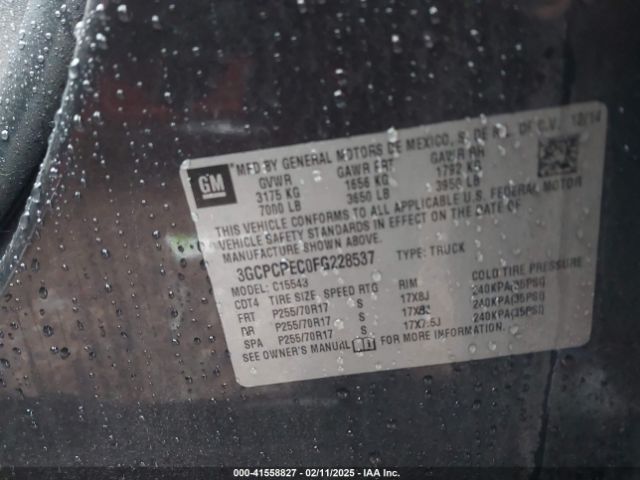 GM
MFD BY GENERAL MOTORS DE MEXICO, S. DE R.L. DE C.V. 12/14
GVWR GAWR FRT GAWR RR
3175 KG 1656 KG 1792 KG
7000 LB 3650 LB 3950 LB
THIS VEHICLE CONFORMS TO ALL APPLICABLE U.S. FEDERAL MOTOR
VEHICLE SAFETY STANDARDS IN EFFECT ON THE DATE OF
MANUFACTURE SHOWN ABOVE.
3GCPCPEC0FG228537 TYPE: TRUCK
MODEL: C15543
CDT4 TIRE SIZE SPEED RTG RIM COLD TIRE PRESSURE
FRT P255/70R17 S 17X8J 240KPA(35PSI)
RR P255/70R17 S 17X8J 240KPA(35PSI)
SPA P255/70R17 S 17X7.5J 240KPA(35PSI)
SEE OWNER'S MANUAL FOR MORE INFORMATION.
000-41558827 - 02/11/2025 - IAA Inc.